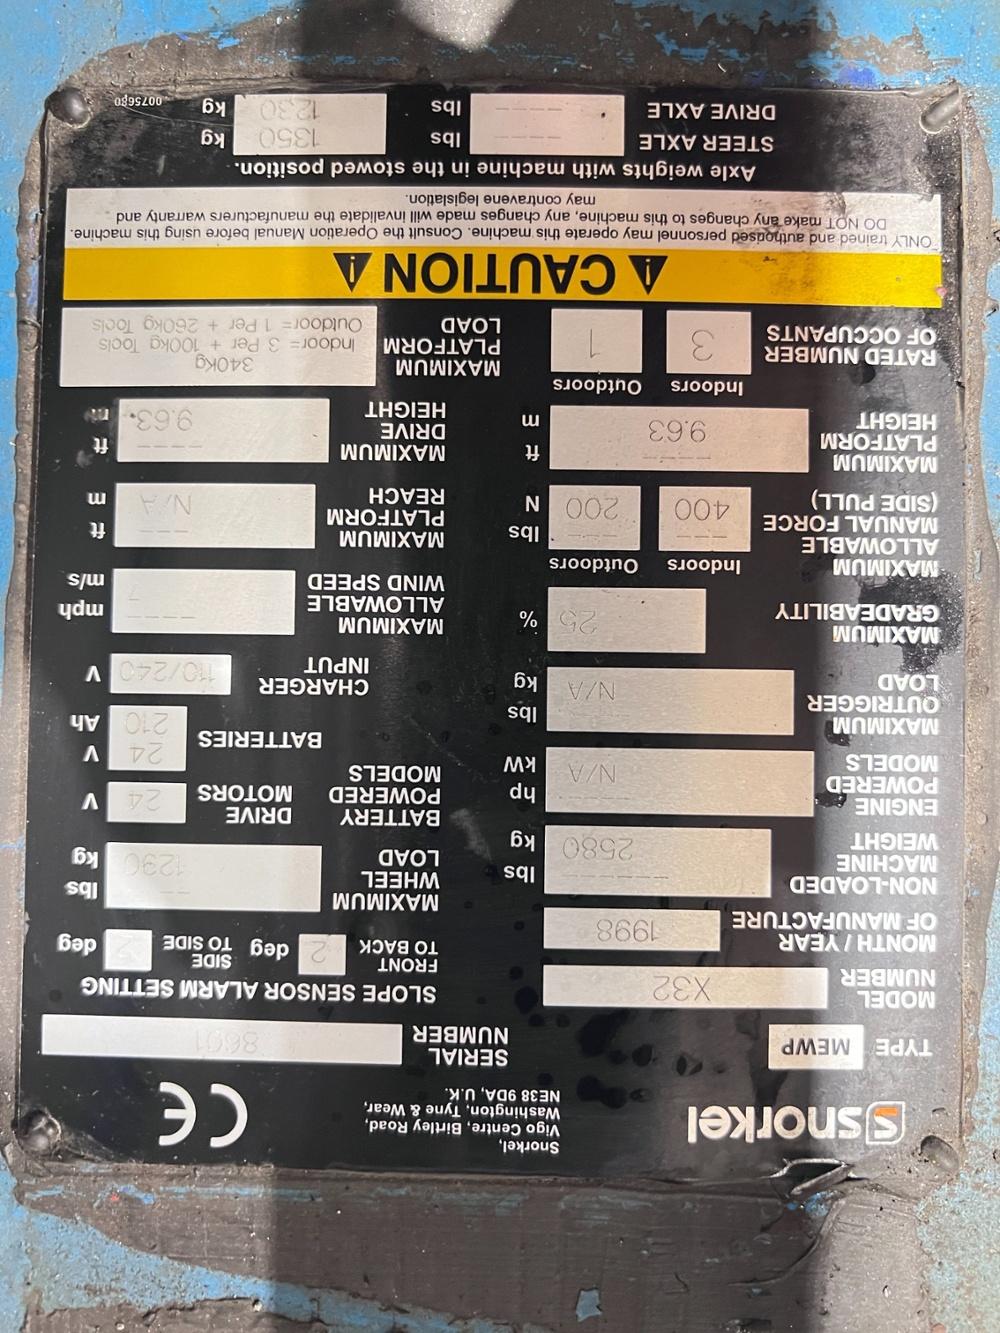 Snorkel
Snorkel,
Vigo Centre, Birtley Road,
Washington, Tyne & Wear,
NE38 9DA, U.K.
CE
TYPE MEWP
SERIAL NUMBER 8601
MODEL NUMBER X32
SLOPE SENSOR ALARM SETTING
FRONT TO BACK 2 deg SIDE TO SIDE 2 deg
MONTH / YEAR OF MANUFACTURE 1998
MAXIMUM WHEEL LOAD lbs
1290 kg
NON-LOADED MACHINE WEIGHT lbs
2580 kg
BATTERY POWERED MODELS
DRIVE MOTORS 24 V
BATTERIES 24 V
210 Ah
ENGINE POWERED MODELS hp
N/A kW
MAXIMUM OUTRIGGER LOAD lbs
N/A kg
CHARGER INPUT 110/240 V
MAXIMUM GRADEABILITY 25 %
MAXIMUM ALLOWABLE WIND SPEED ---- mph
7 m/s
MAXIMUM ALLOWABLE MANUAL FORCE (SIDE PULL)
Indoors Outdoors
--- --- lbs
400 200 N
MAXIMUM PLATFORM REACH ---- ft
N/A m
MAXIMUM PLATFORM HEIGHT ---- ft
9.63 m
MAXIMUM DRIVE HEIGHT ---- ft
9.63 m
RATED NUMBER OF OCCUPANTS
Indoors Outdoors
3 1
MAXIMUM PLATFORM LOAD
340Kg
Indoor= 3 Per + 100kg Tools
Outdoor= 1 Per + 260kg Tools
CAUTION
ONLY trained and authorised personnel may operate this machine. Consult the Operation Manual before using this machine.
DO NOT make any changes to this machine, any changes made will invalidate the manufacturers warranty and
may contravene legislation.
Axle weights with machine in the stowed position.
STEER AXLE ---- lbs 1350 kg
DRIVE AXLE ---- lbs 1230 kg
0075680